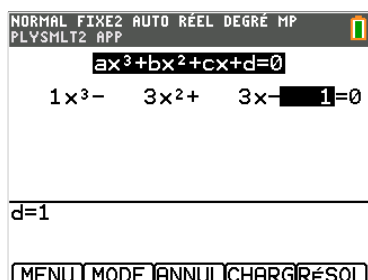 NORMAL FIXE2 AUTO RÉEL DEGRÉ MP
PLYSMLT2 APP
ax³+bx²+cx+d=0
1x³- 3x²+ 3x- 1=0
d=1
MENU MODE ANNUL CHARG RÉSOL